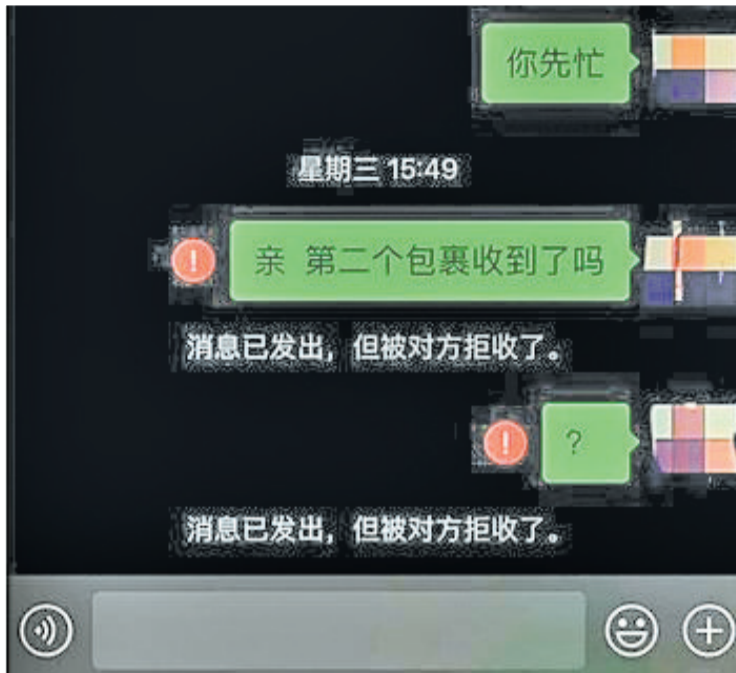 你先忙
星期三 15:49
亲 第二个包裹收到了吗
消息已发出，但被对方拒收了。
?
消息已发出，但被对方拒收了。